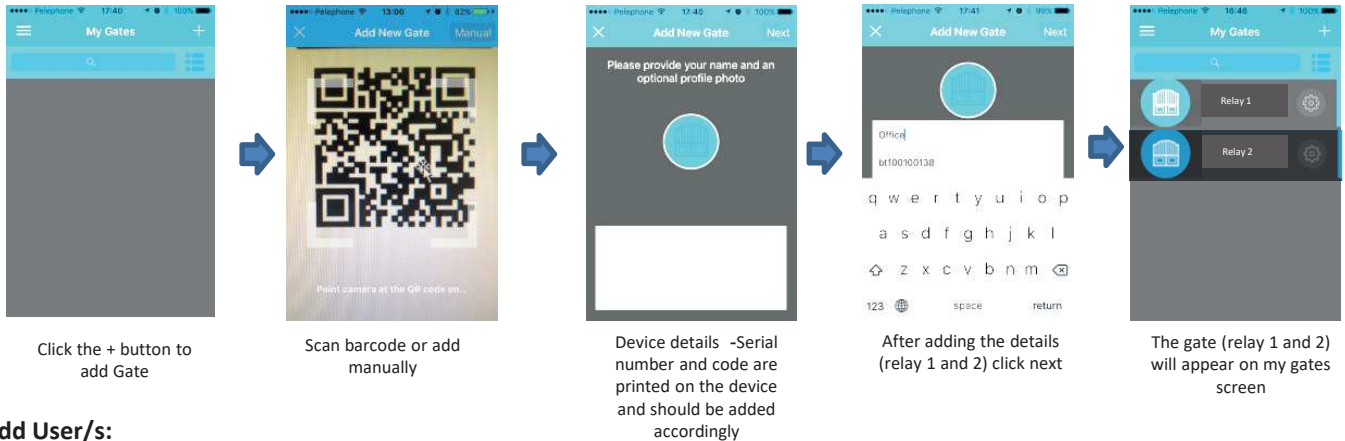 Pelephone 17:40 100%
My Gates +
Pelephone 13:00 82%
Add New Gate Manual
Point camera at the QR code on...
Pelephone 17:40 100%
Add New Gate Next
Please provide your name and an
optional profile photo
Pelephone 17:41 99%
Add New Gate Next
Office
bt100100138
q w e r t y u i o p
a s d f g h j k l
z x c v b n m
123 space return
Pelephone 16:46 100%
My Gates +
Relay 1
Relay 2
Click the + button to
add Gate
Scan barcode or add
manually
Device details -Serial
number and code are
printed on the device
and should be added
accordingly
After adding the details
(relay 1 and 2) click next
The gate (relay 1 and 2)
will appear on my gates
screen
dd User/s: